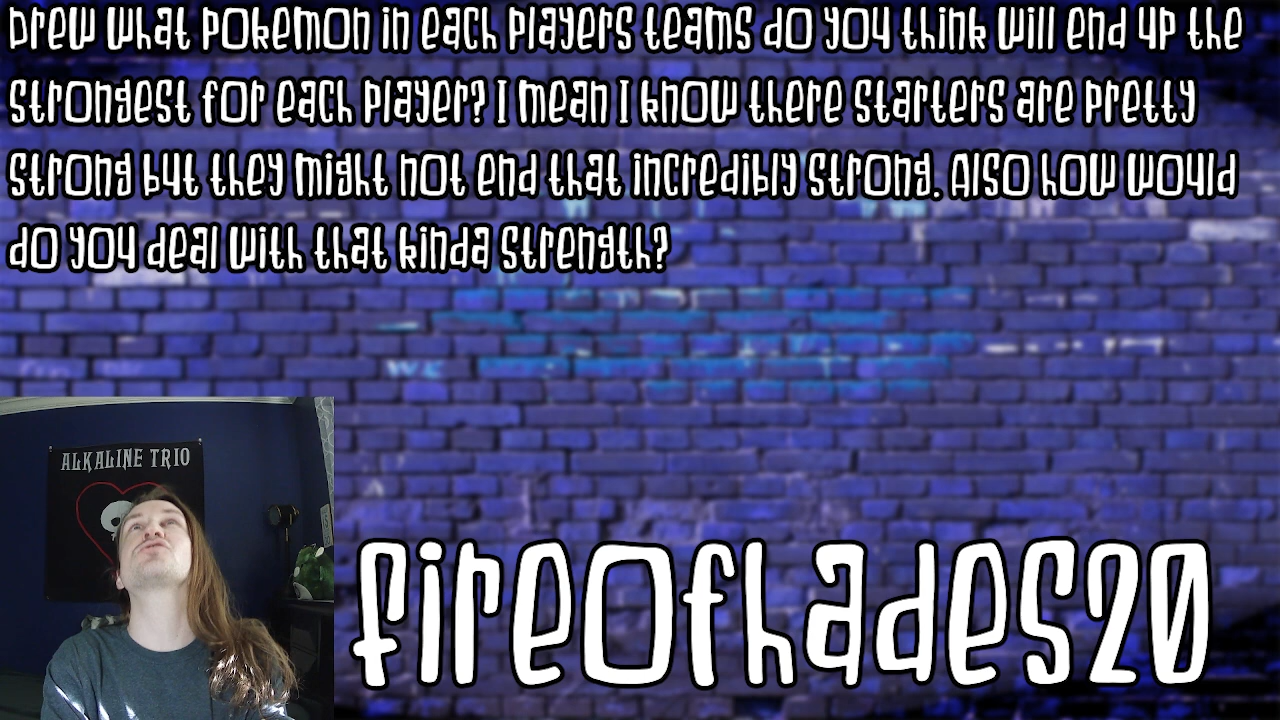 Drew what pokemon in each players teams do you think will end up the
strongest for each player? I mean I know there starters are pretty
strong but they might not end that incredibly strong. Also how would
do you deal with that kinda strength?
ALKALINE TRIO
fireofhades20